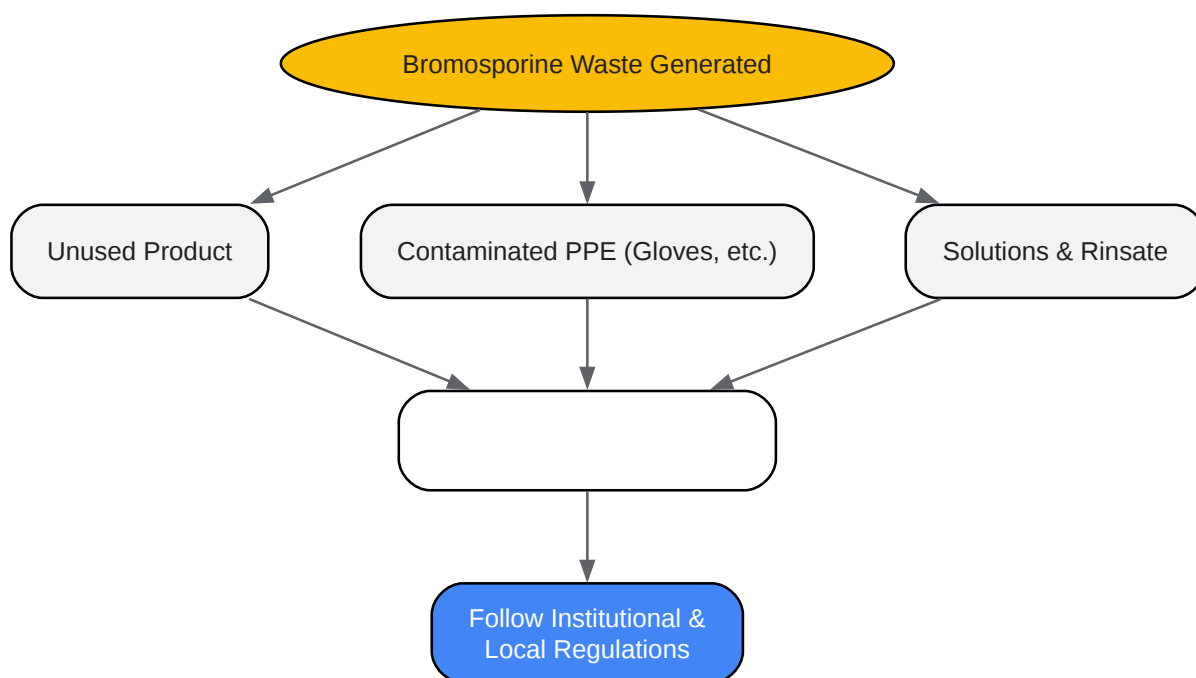 Bromosporine Waste Generated
Unused Product
Contaminated PPE (Gloves, etc.)
Solutions & Rinsate
Follow Institutional &
Local Regulations